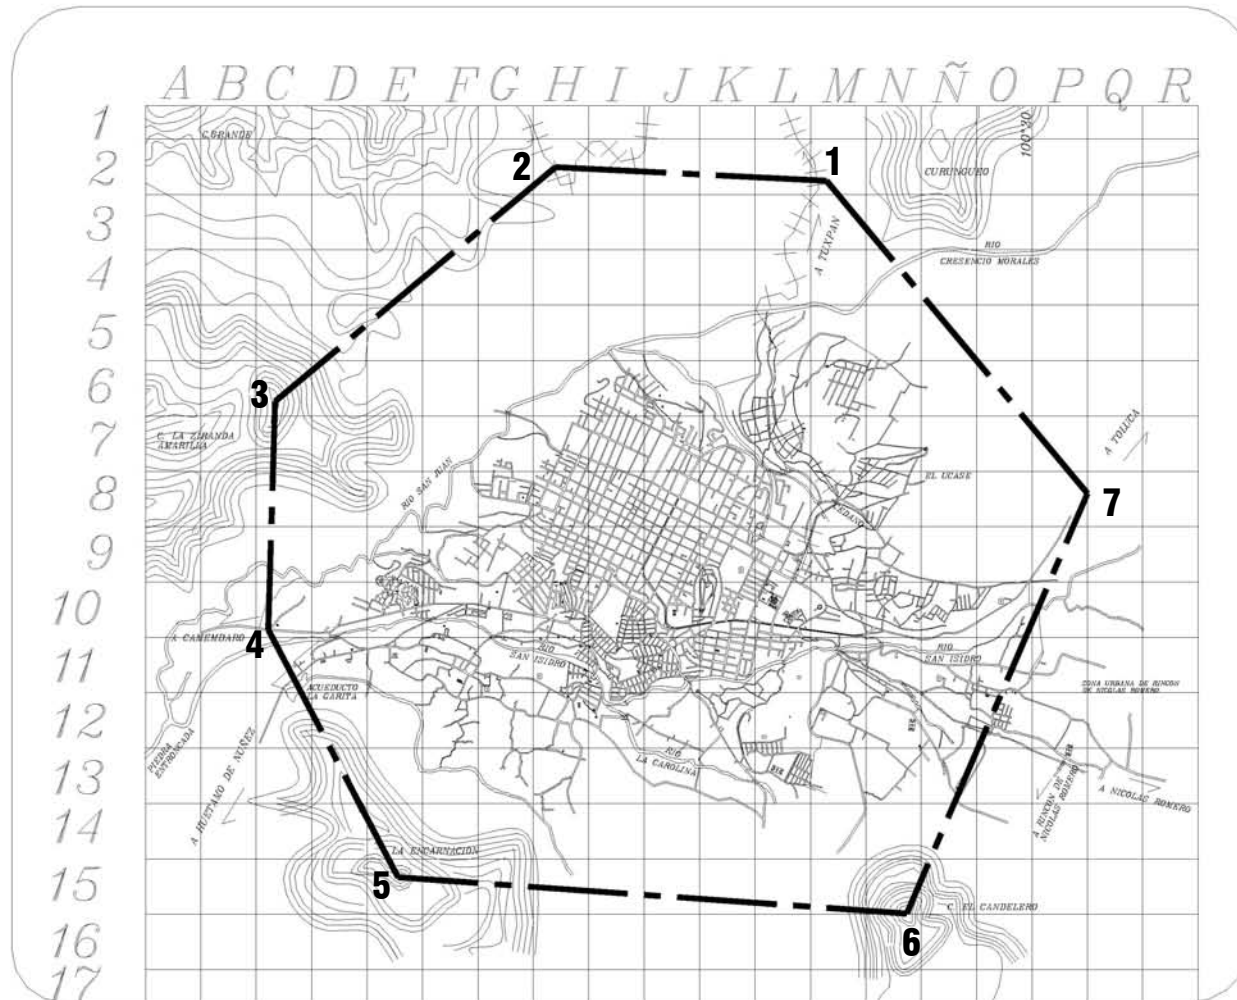 A B C D E F G H I J K L M N Ñ O P Q R
1
C. GRANDE
100°30'
2
2
1
CURUNGUEO
3
A TUXPAN
RIO
CRESENCIO MORALES
4
5
6
3
7
C. LA ZIRANDA
AMARILLA
A TOLUCA
RIO SAN JUAN
EL UCASE
8
7
9
10
4
A CAMEMBARO
11
RIO
SAN ISIDRO
RIO
SAN ISIDRO
ACUEDUCTO
LA GARITA
ZONA URBANA DE RINCON
DE NICOLAS ROMERO
12
PIEDRA
ENTRONCADA
A HUETAMO DE NUÑEZ
RIO
LA CAROLINA
13
A RINCON DE
NICOLAS ROMERO
A NICOLAS ROMERO
14
LA ENCARNACION
15
5
C. EL CANDELERO
16
6
17